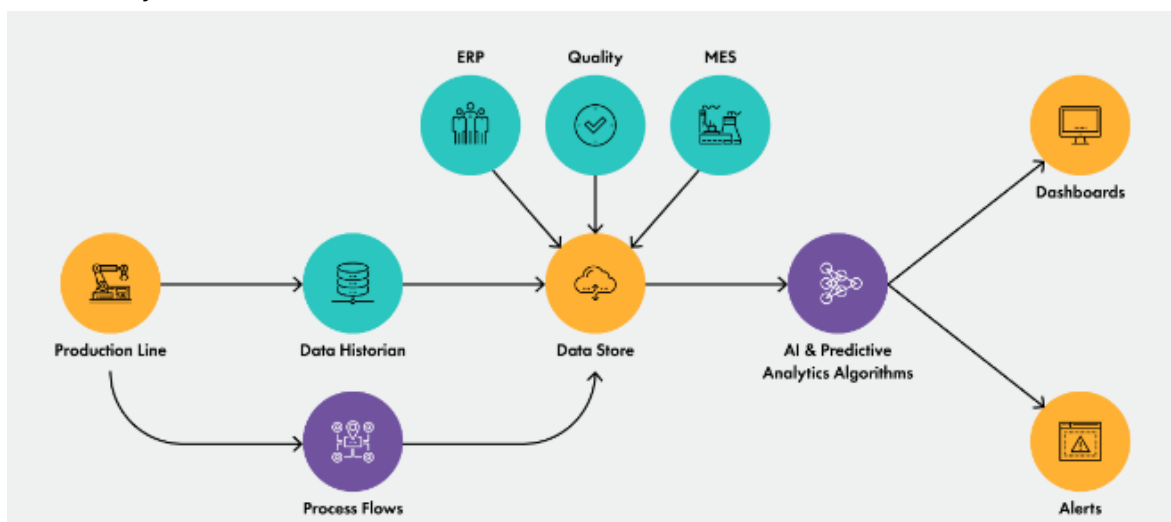 ERP
Quality
MES
Dashboards
Production Line
Data Historian
Data Store
AI & Predictive
Analytics Algorithms
Process Flows
Alerts